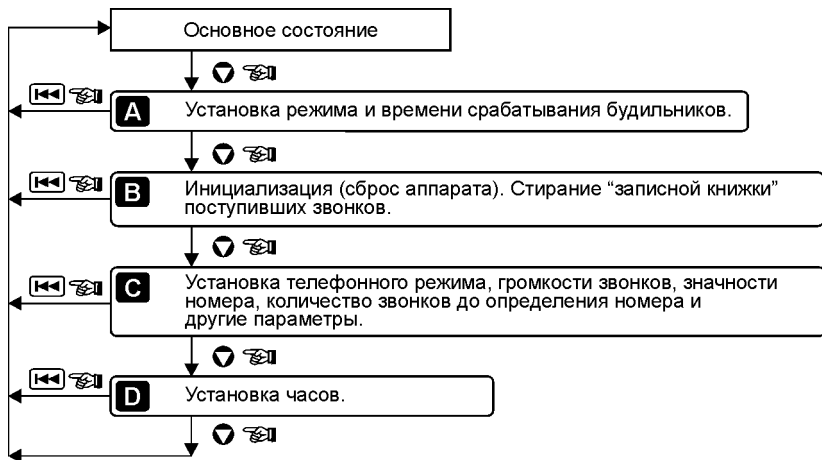 Основное состояние
A
Установка режима и времени срабатывания будильников.
B
Инициализация (сброс аппарата). Стирание “записной книжки”
поступивших звонков.
C
Установка телефонного режима, громкости звонков, значности
номера, количество звонков до определения номера и
другие параметры.
D
Установка часов.